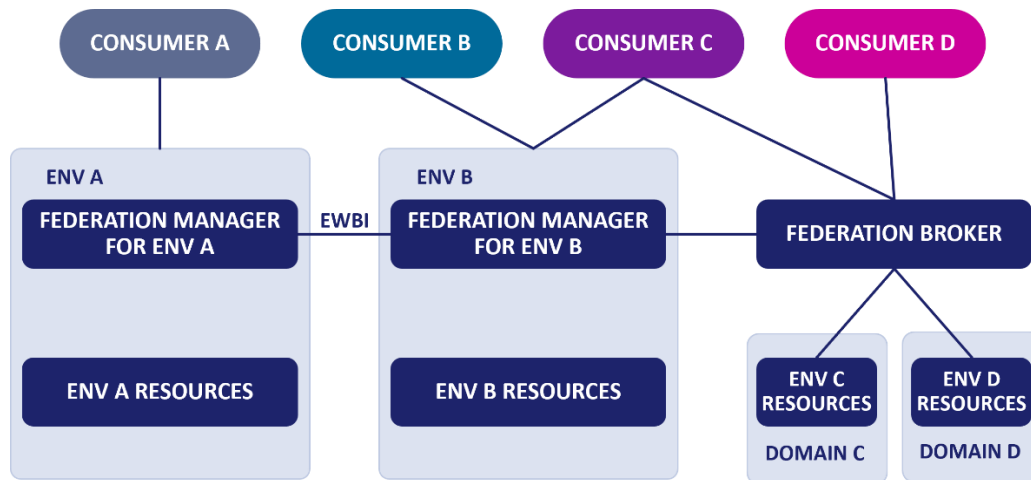 CONSUMER A
CONSUMER B
CONSUMER C
CONSUMER D
ENV A
ENV B
FEDERATION MANAGER
FOR ENV A
EWBI
FEDERATION MANAGER
FOR ENV B
FEDERATION BROKER
ENV A RESOURCES
ENV B RESOURCES
ENV C
RESOURCES
ENV D
RESOURCES
DOMAIN C
DOMAIN D